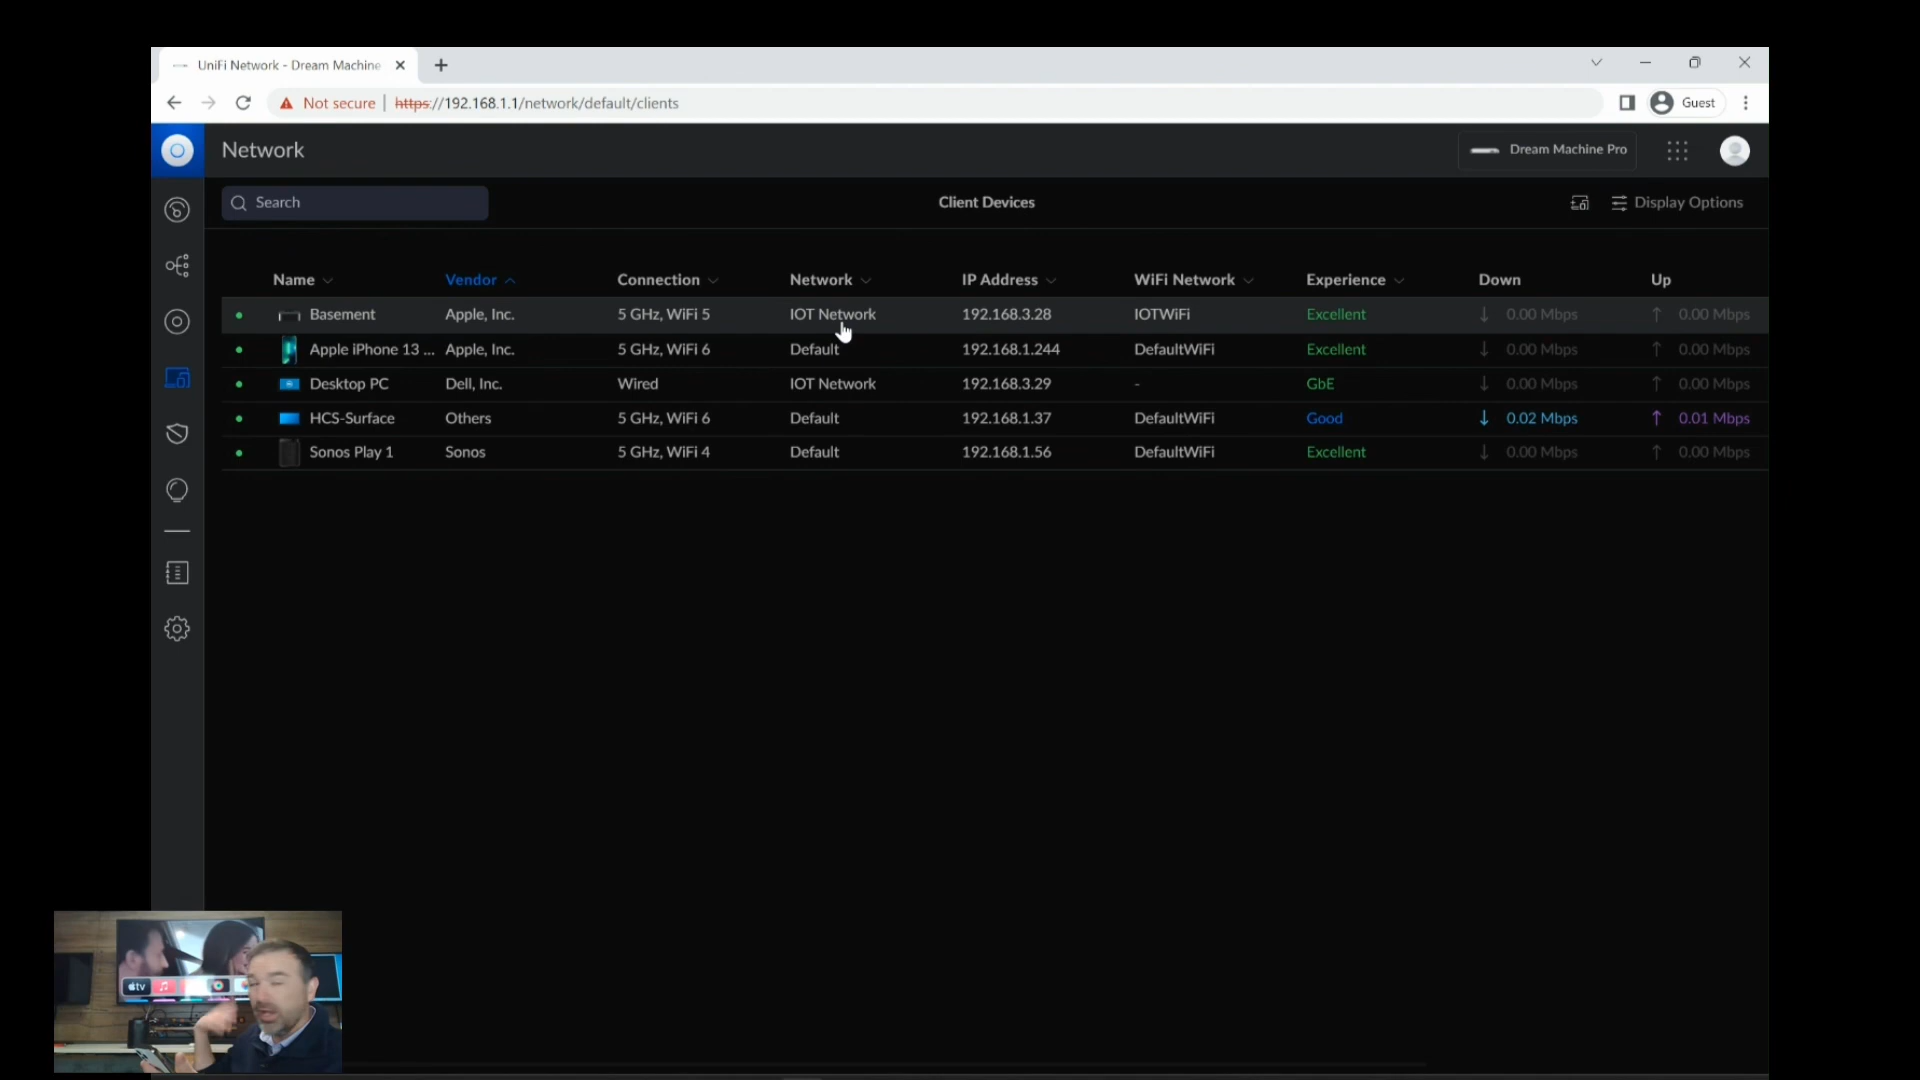 UniFi Network - Dream Machine
Not secure | https://192.168.1.1/network/default/clients
Guest
Network
Dream Machine Pro
Search
Client Devices
Display Options
Name Vendor Connection Network IP Address WiFi Network Experience Down Up
Basement Apple, Inc. 5 GHz, WiFi 5 IOT Network 192.168.3.28 IOTWiFi Excellent ↓ 0.00 Mbps ↑ 0.00 Mbps
Apple iPhone 13 ... Apple, Inc. 5 GHz, WiFi 6 Default 192.168.1.244 DefaultWiFi Excellent ↓ 0.00 Mbps ↑ 0.00 Mbps
Desktop PC Dell, Inc. Wired IOT Network 192.168.3.29 - GbE ↓ 0.00 Mbps ↑ 0.00 Mbps
HCS-Surface Others 5 GHz, WiFi 6 Default 192.168.1.37 DefaultWiFi Good ↓ 0.02 Mbps ↑ 0.01 Mbps
Sonos Play 1 Sonos 5 GHz, WiFi 4 Default 192.168.1.56 DefaultWiFi Excellent ↓ 0.00 Mbps ↑ 0.00 Mbps
tv